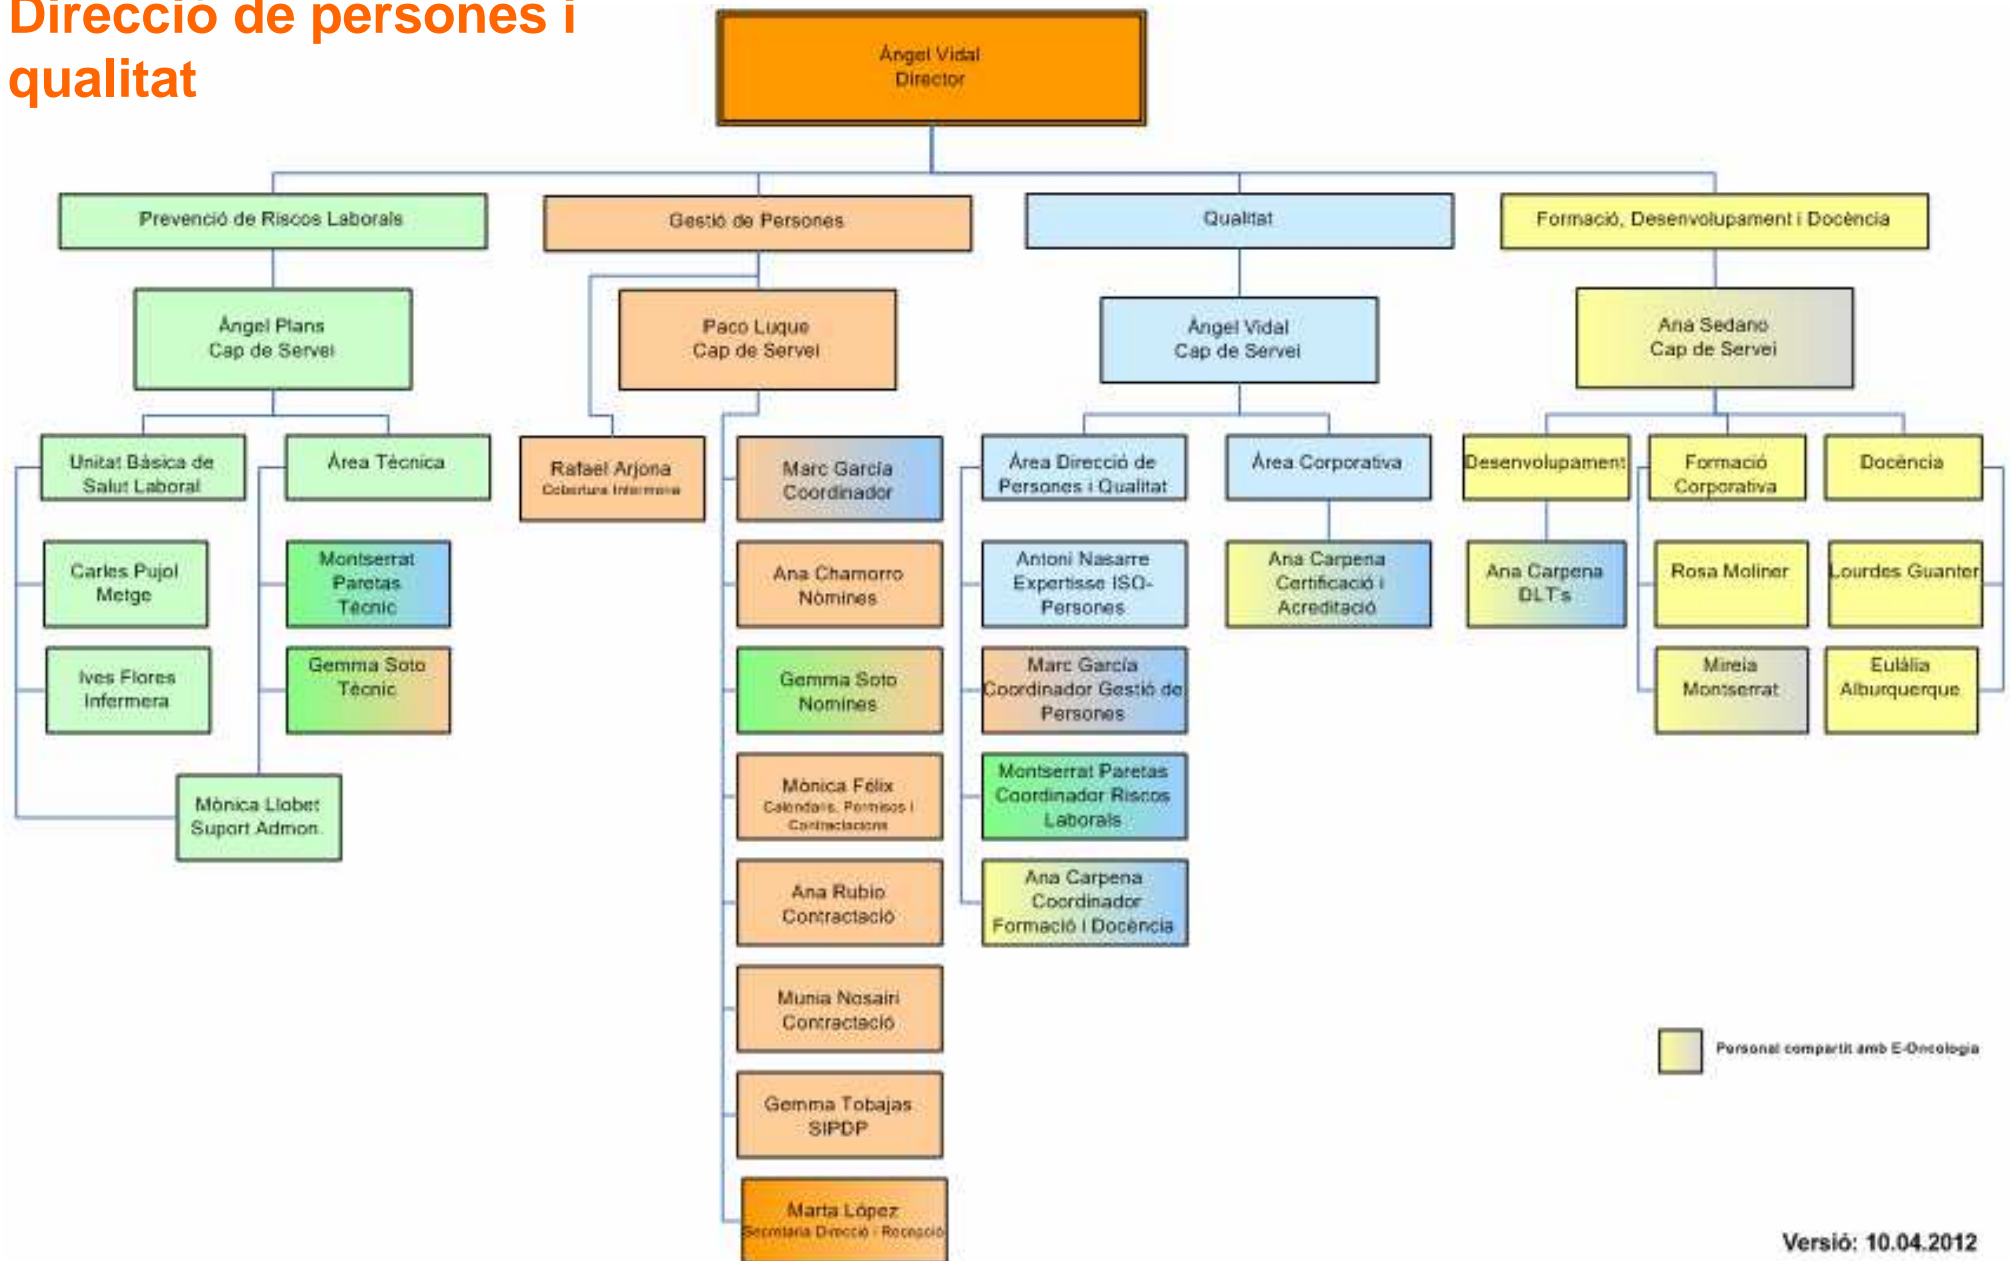 Direcció de persones i
qualitat
Àngel Vidal
Director
Prevenció de Riscos Laborals
Gestió de Persones
Qualitat
Formació, Desenvolupament i Docència
Àngel Plans
Cap de Servei
Paco Luque
Cap de Servei
Àngel Vidal
Cap de Servei
Ana Sedano
Cap de Servei
Unitat Bàsica de
Salut Laboral
Àrea Tècnica
Rafael Arjona
Cobertura Infermeria
Marc García
Coordinador
Àrea Direcció de
Persones i Qualitat
Àrea Corporativa
Desenvolupament
Formació
Corporativa
Docència
Carles Pujol
Metge
Montserrat
Paretas
Tècnic
Ana Chamorro
Nòmines
Antoni Nasarre
Expertisse ISO-
Persones
Ana Carpena
Certificació i
Acreditació
Ana Carpena
DLT's
Rosa Moliner
Lourdes Guanter
Ives Flores
Infermera
Gemma Soto
Tècnic
Gemma Soto
Nomines
Marc García
Coordinador Gestió de
Persones
Mireia
Montserrat
Eulàlia
Alburquerque
Mònica Llobet
Suport Admon.
Mònica Félix
Calendaris, Permisos i
Contractacions
Montserrat Paretas
Coordinador Riscos
Laborals
Ana Rubio
Contractació
Ana Carpena
Coordinador
Formació i Docència
Munia Nosairi
Contractació
Gemma Tobajas
SIPDP
Marta López
Secretaria Direcció i Recepció
Personal compartit amb E-Oncologia
Versió: 10.04.2012